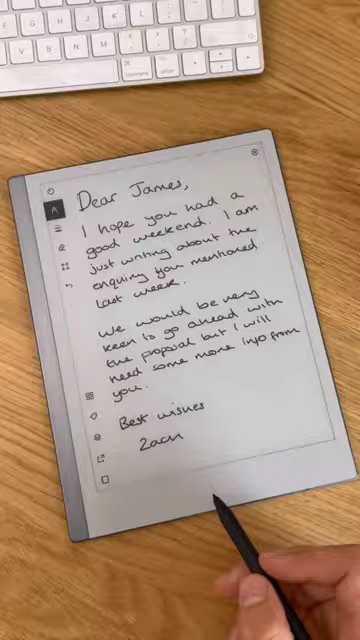 Dear James,
I hope you had a
good weekend. I am
just writing about the
enquiry you mentioned
last week.
We would be very
keen to go ahead with
the propsial but I will
need some more info from
you.
Best wishes
Zach